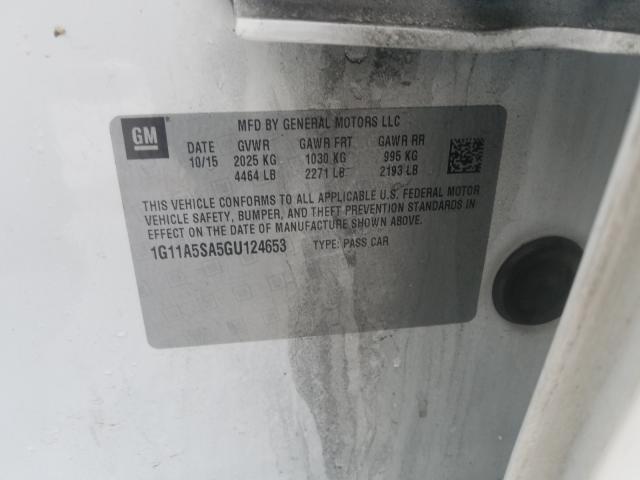 GM
MFD BY GENERAL MOTORS LLC
DATE GVWR GAWR FRT GAWR RR
10/15 2025 KG 1030 KG 995 KG
4464 LB 2271 LB 2193 LB
THIS VEHICLE CONFORMS TO ALL APPLICABLE U.S. FEDERAL MOTOR
VEHICLE SAFETY, BUMPER, AND THEFT PREVENTION STANDARDS IN
EFFECT ON THE DATE OF MANUFACTURE SHOWN ABOVE.
1G11A5SA5GU124653 TYPE: PASS CAR